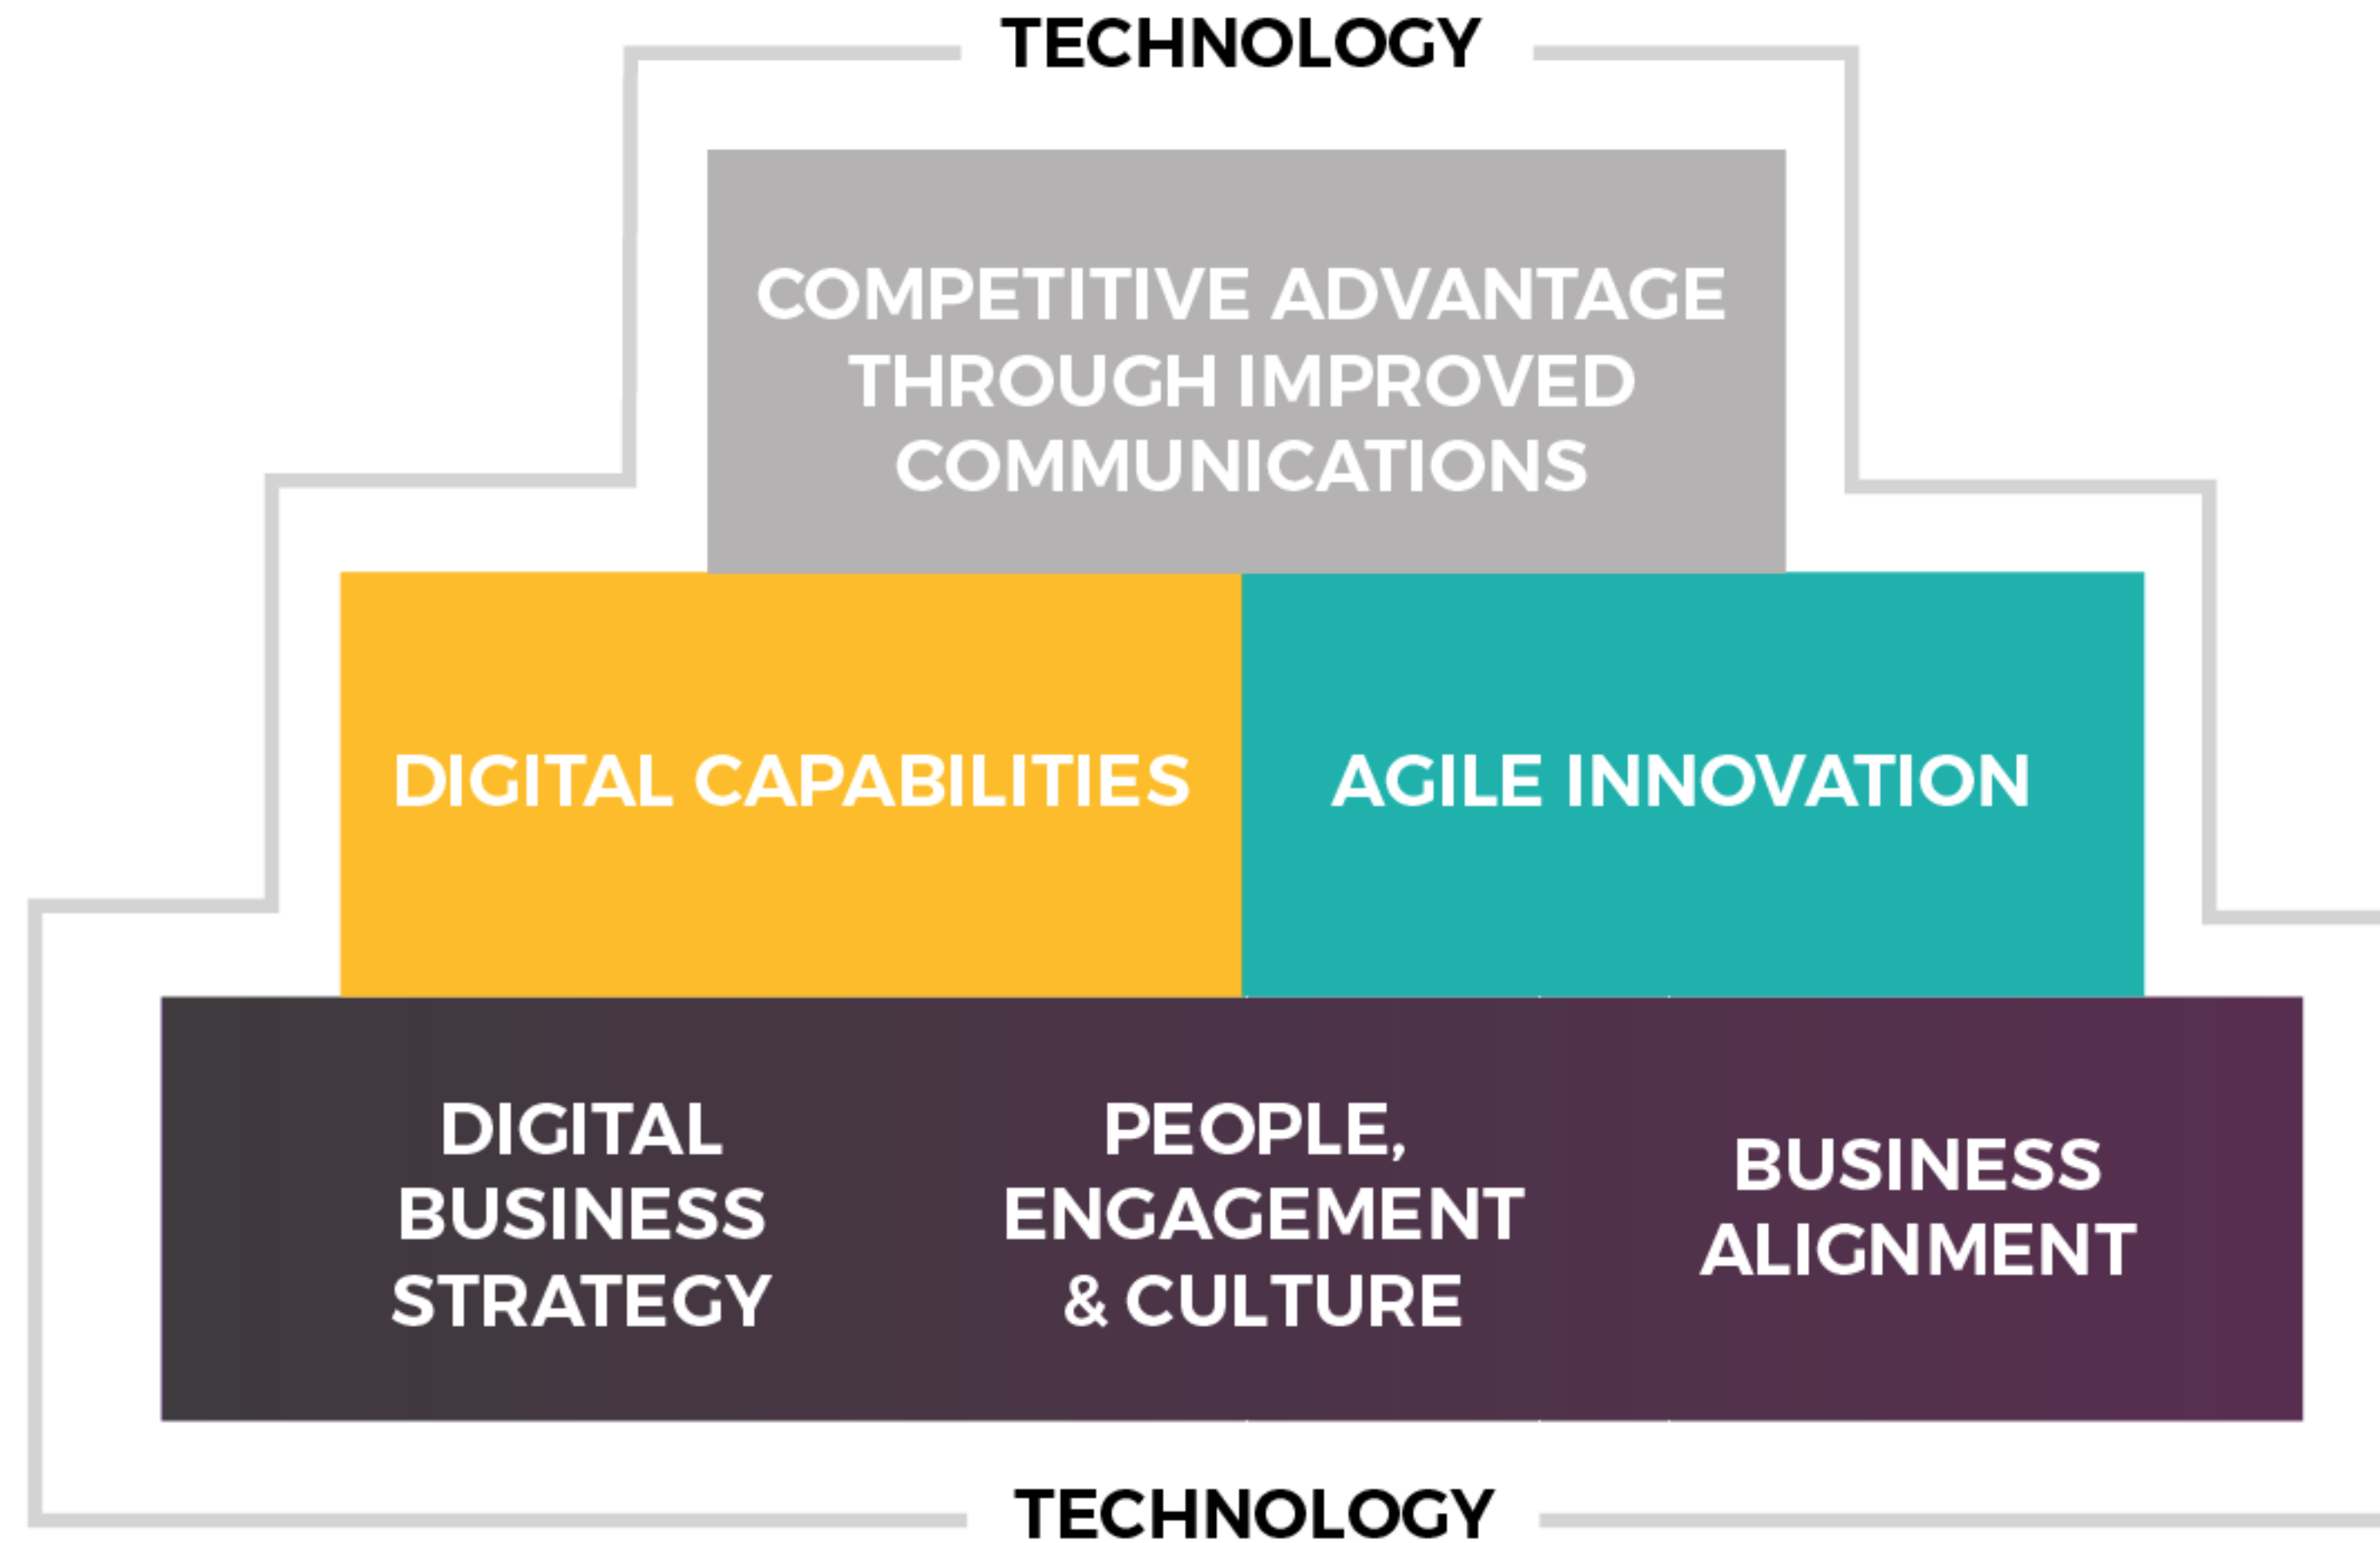 TECHNOLOGY
COMPETITIVE ADVANTAGE
THROUGH IMPROVED
COMMUNICATIONS
DIGITAL CAPABILITIES
AGILE INNOVATION
DIGITAL
BUSINESS
STRATEGY
PEOPLE,
ENGAGEMENT
& CULTURE
BUSINESS
ALIGNMENT
TECHNOLOGY